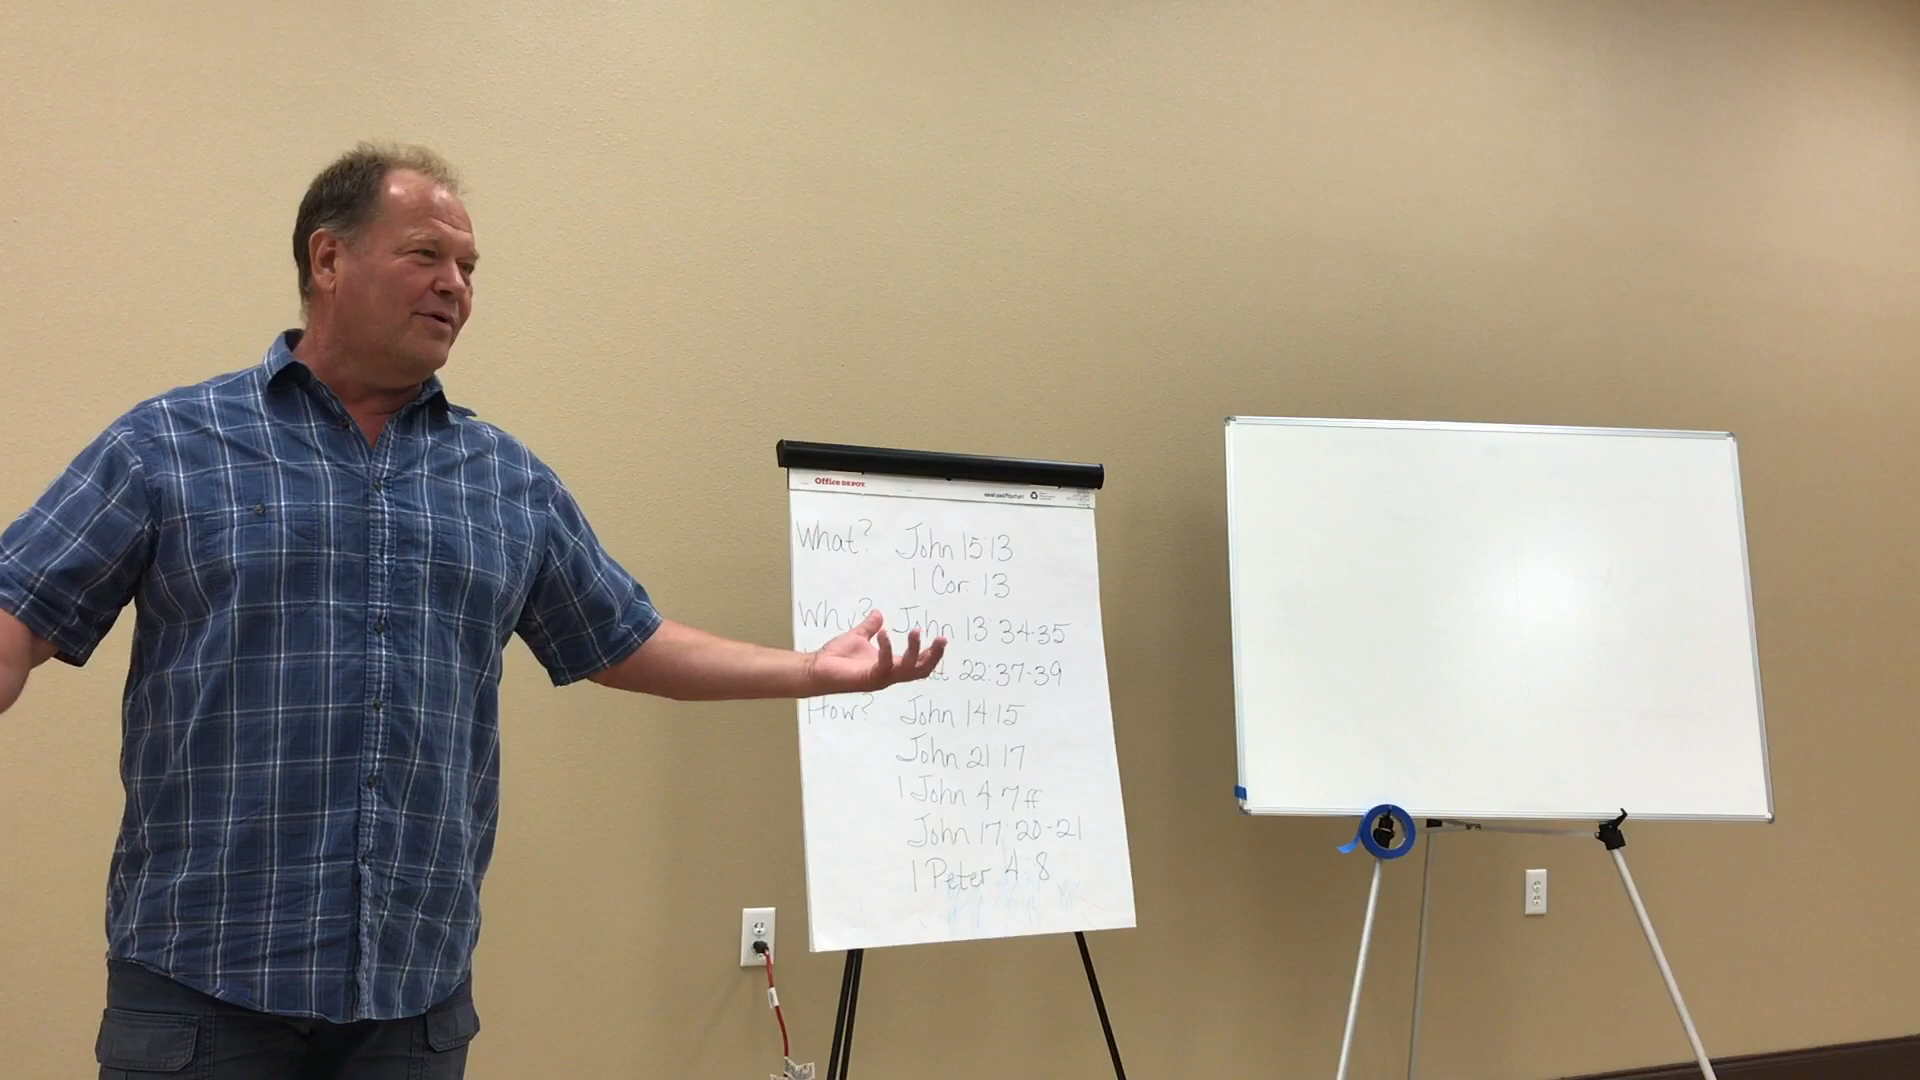 Office DEPOT
What? John 15:13
1 Cor. 13
Why? John 13:34-35
22:37-39
How? John 14:15
John 21:17
1 John 4:7ff
John 17:20-21
1 Peter 4:8